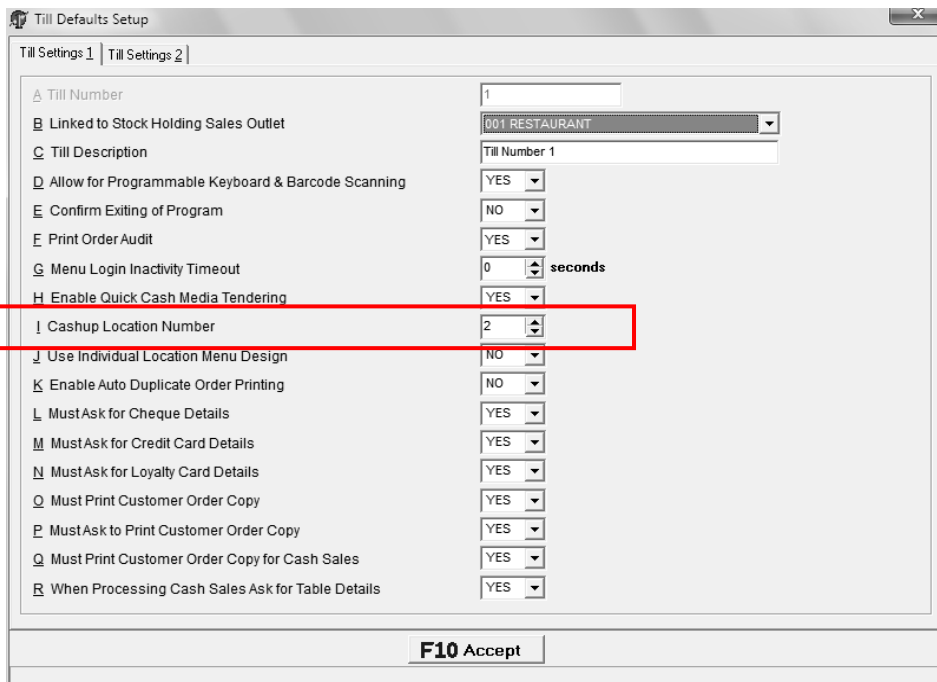 Till Defaults Setup
x
Till Settings 1 Till Settings 2
A Till Number 1
B Linked to Stock Holding Sales Outlet 001 RESTAURANT
C Till Description Till Number 1
D Allow for Programmable Keyboard & Barcode Scanning YES
E Confirm Exiting of Program NO
F Print Order Audit YES
G Menu Login Inactivity Timeout 0 seconds
H Enable Quick Cash Media Tendering YES
I Cashup Location Number 2
J Use Individual Location Menu Design NO
K Enable Auto Duplicate Order Printing NO
L Must Ask for Cheque Details YES
M Must Ask for Credit Card Details YES
N Must Ask for Loyalty Card Details YES
O Must Print Customer Order Copy YES
P Must Ask to Print Customer Order Copy YES
Q Must Print Customer Order Copy for Cash Sales YES
R When Processing Cash Sales Ask for Table Details YES
F10 Accept